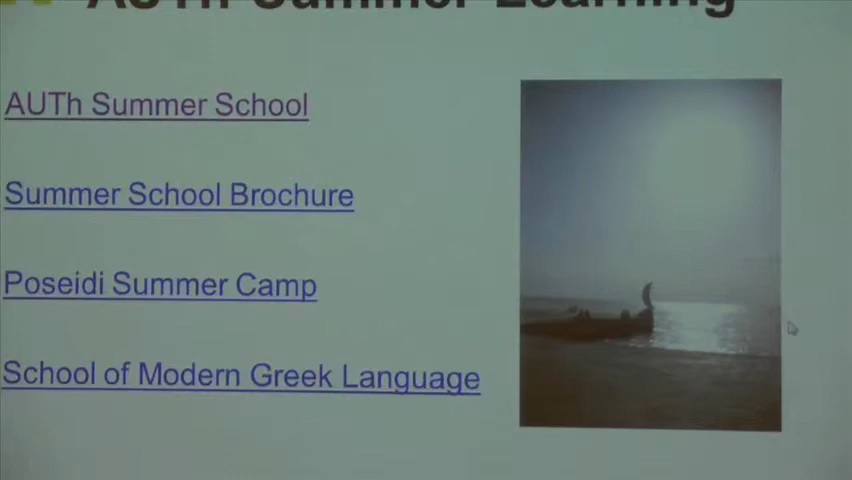 AUTh Summer Learning
AUTh Summer School
Summer School Brochure
Poseidi Summer Camp
School of Modern Greek Language